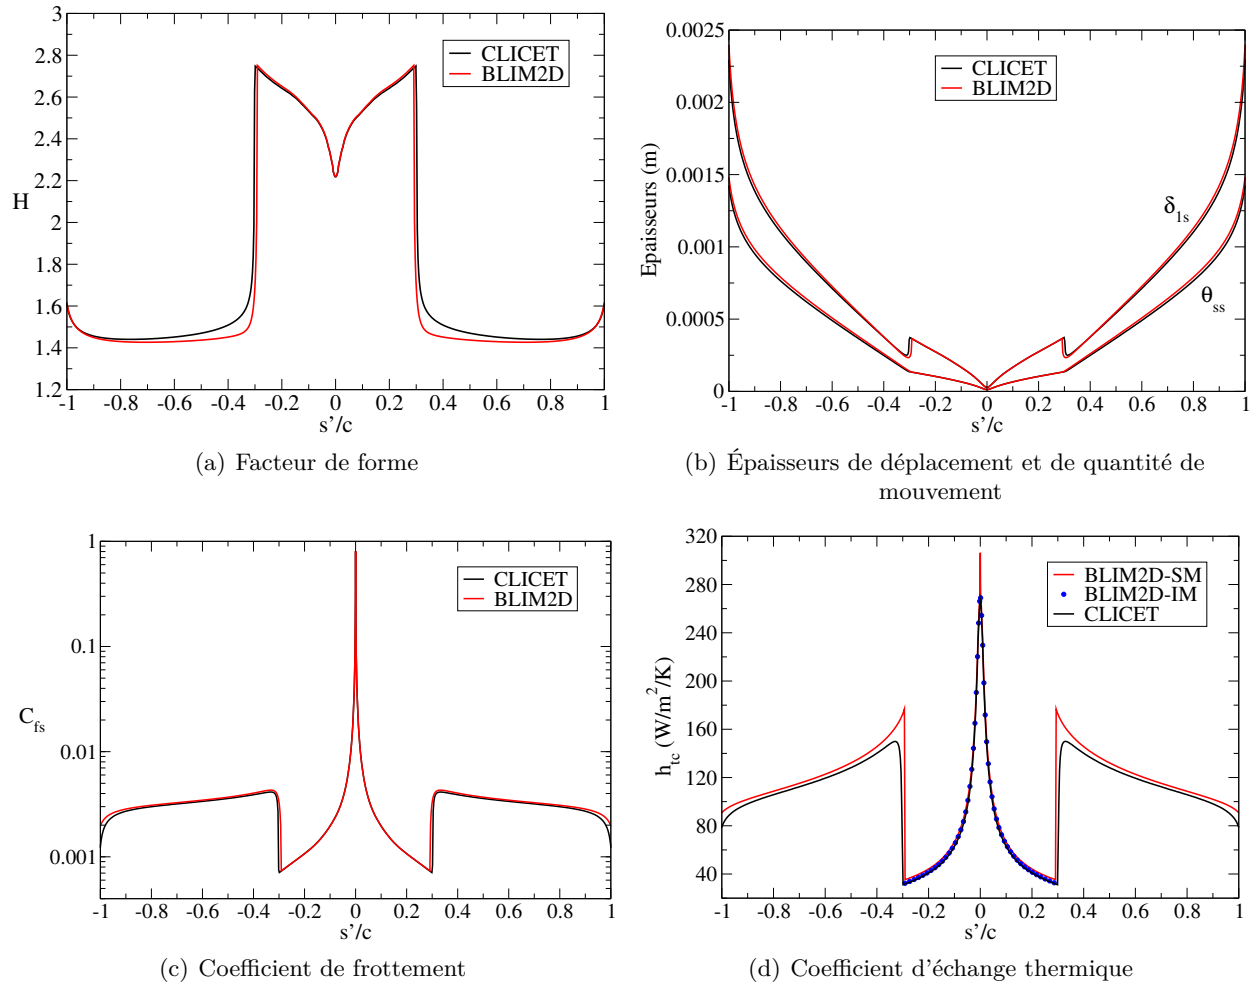 3
2.8
2.6
2.4
2.2
2
1.8
1.6
1.4
1.2
H
CLICET
BLIM2D
-1 -0.8 -0.6 -0.4 -0.2 0 0.2 0.4 0.6 0.8 1
s'/c
(a) Facteur de forme
0.0025
0.002
0.0015
0.001
0.0005
0
Epaisseurs (m)
CLICET
BLIM2D
δ1s
θss
-1 -0.8 -0.6 -0.4 -0.2 0 0.2 0.4 0.6 0.8 1
s'/c
(b) Épaisseurs de déplacement et de quantité de
mouvement
1
0.1
0.01
0.001
Cfs
CLICET
BLIM2D
-1 -0.8 -0.6 -0.4 -0.2 0 0.2 0.4 0.6 0.8 1
s'/c
(c) Coefficient de frottement
320
280
240
200
160
120
80
40
htc (W/m²/K)
BLIM2D-SM
BLIM2D-IM
CLICET
-1 -0.8 -0.6 -0.4 -0.2 0 0.2 0.4 0.6 0.8 1
s'/c
(d) Coefficient d'échange thermique